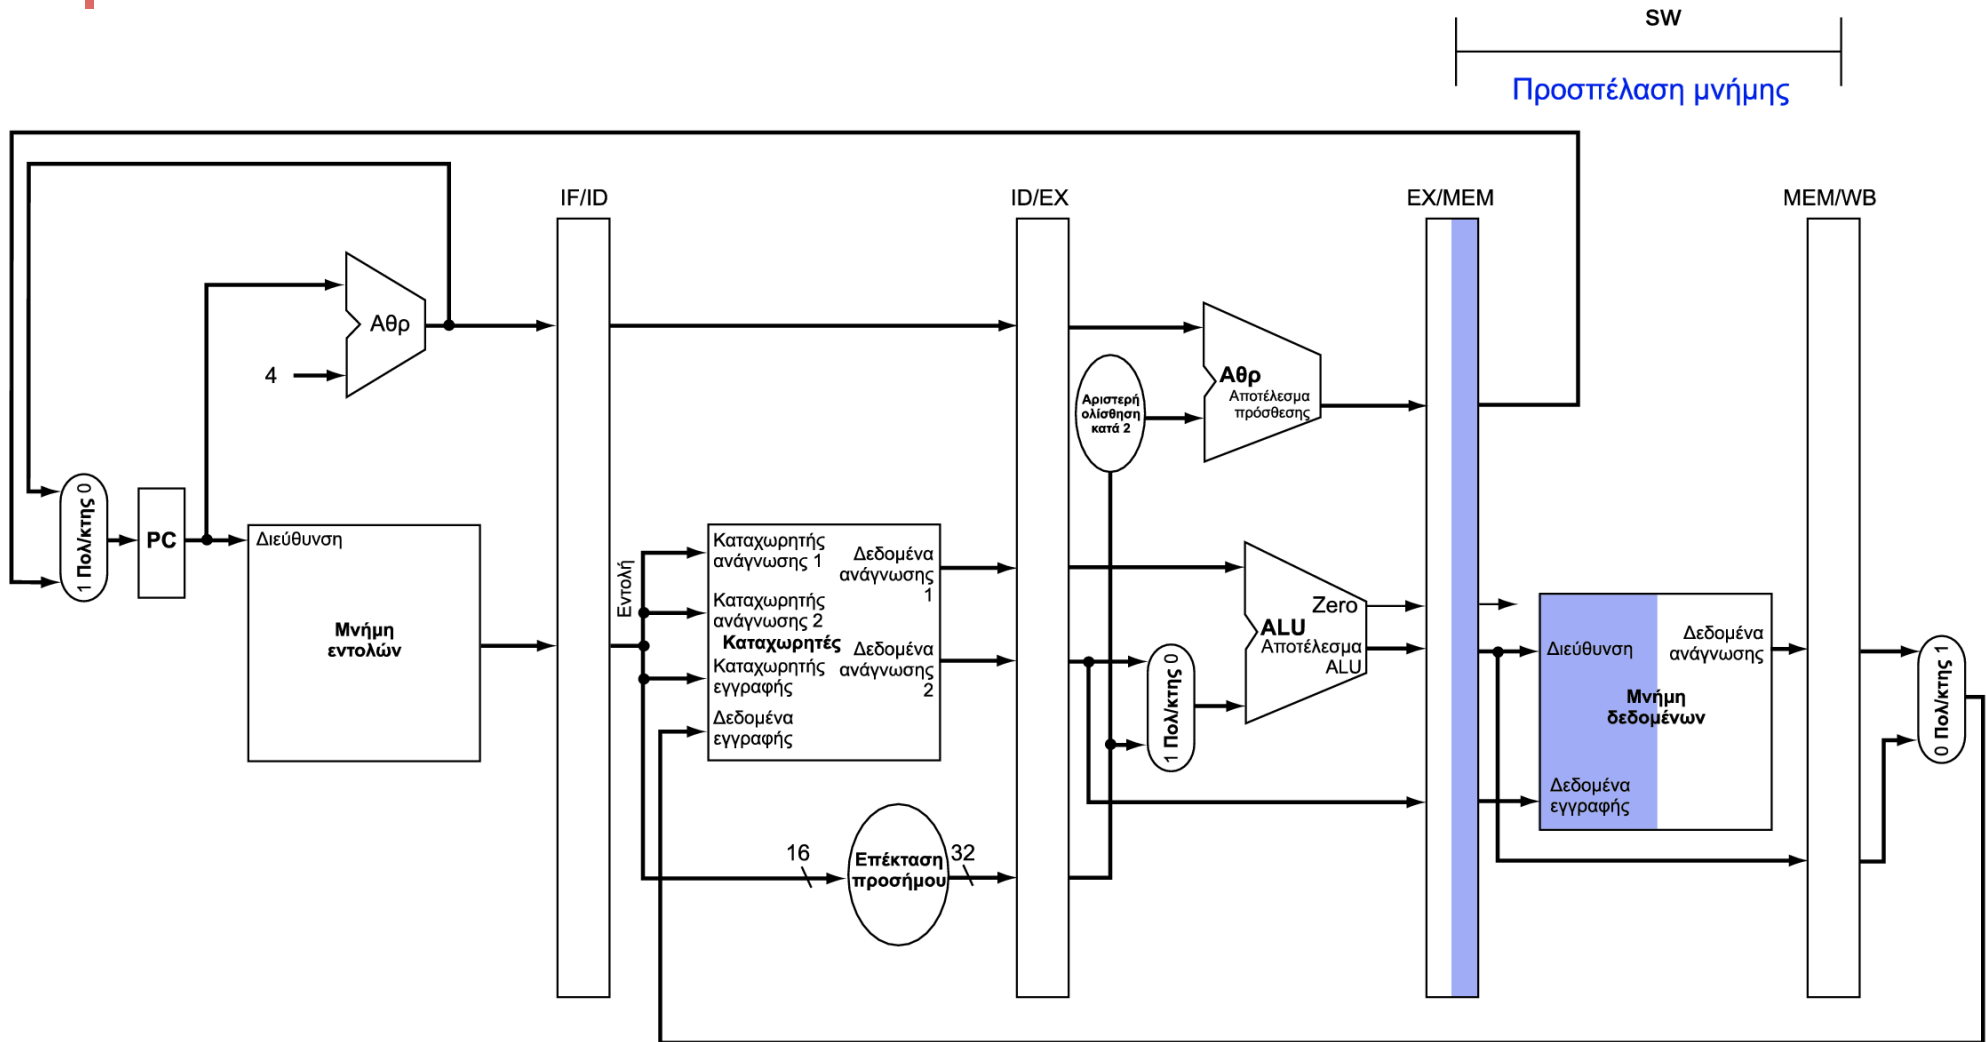 SW
Προσπέλαση μνήμης
IF/ID
ID/EX
EX/MEM
MEM/WB
Αθρ
4
Αθρ
Αποτέλεσμα
πρόσθεσης
Αριστερή
ολίσθηση
κατά 2
1 Πολ/κτης 0
PC
Διεύθυνση
Μνήμη
εντολών
Εντολή
Καταχωρητής
ανάγνωσης 1
Καταχωρητής
ανάγνωσης 2
Καταχωρητές
Καταχωρητής
εγγραφής
Δεδομένα
εγγραφής
Δεδομένα
ανάγνωσης
1
Δεδομένα
ανάγνωσης
2
16
Επέκταση
προσήμου
32
1 Πολ/κτης 0
Zero
ALU
Αποτέλεσμα
ALU
Διεύθυνση
Δεδομένα
ανάγνωσης
Μνήμη
δεδομένων
Δεδομένα
εγγραφής
0 Πολ/κτης 1